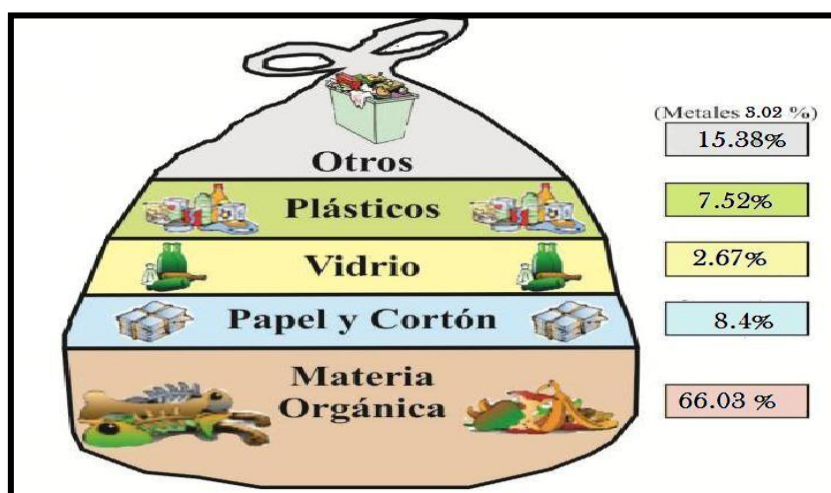 (Metales 3.02 %)
Otros
15.38%
Plásticos
7.52%
Vidrio
2.67%
Papel y Cortón
8.4%
Materia
Orgánica
66.03 %